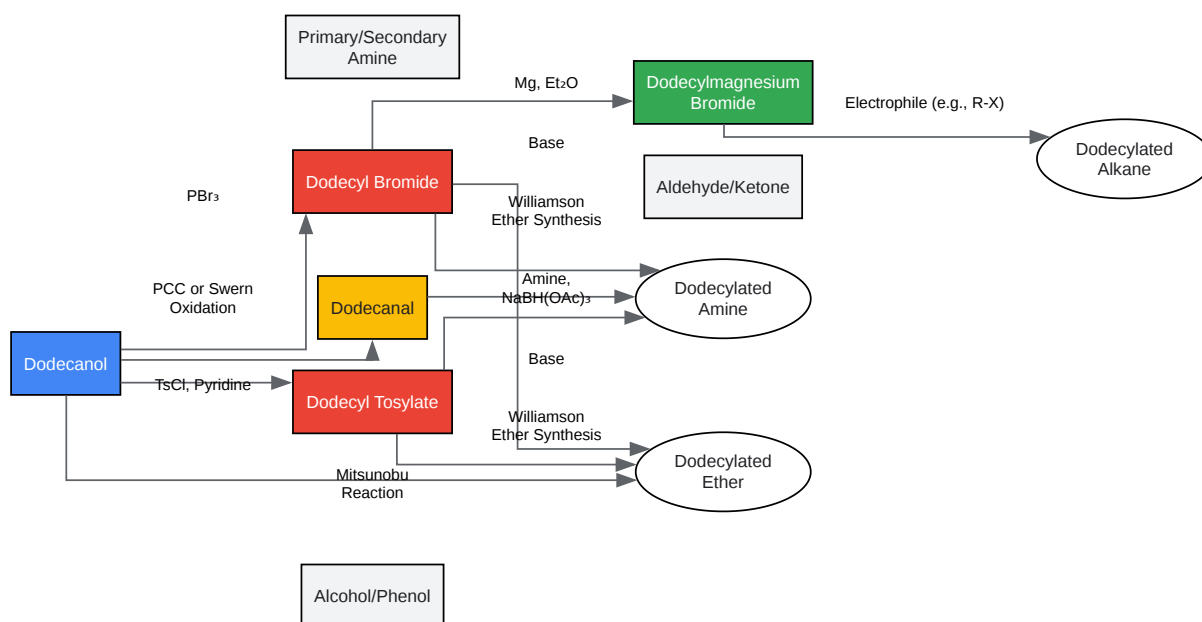 Primary/Secondary
Amine
Mg, Et₂O
Dodecylmagnesium
Bromide
Electrophile (e.g., R-X)
Base
Dodecylated
Alkane
Dodecyl Bromide
Aldehyde/Ketone
PBr₃
Williamson
Ether Synthesis
PCC or Swern
Oxidation
Dodecanal
Amine,
NaBH(OAc)₃
Dodecylated
Amine
Dodecanol
Base
TsCl, Pyridine
Dodecyl Tosylate
Williamson
Ether Synthesis
Dodecylated
Ether
Mitsunobu
Reaction
Alcohol/Phenol